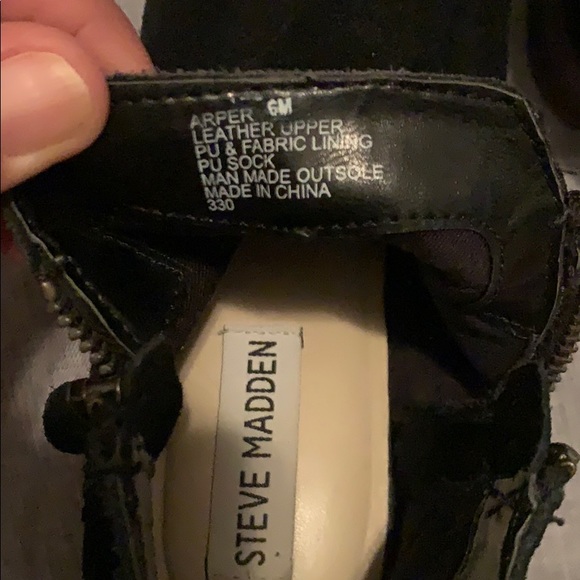 ARPER 6M
LEATHER UPPER
PU & FABRIC LINING
PU SOCK
MAN MADE OUTSOLE
MADE IN CHINA
330
STEVE MADDEN